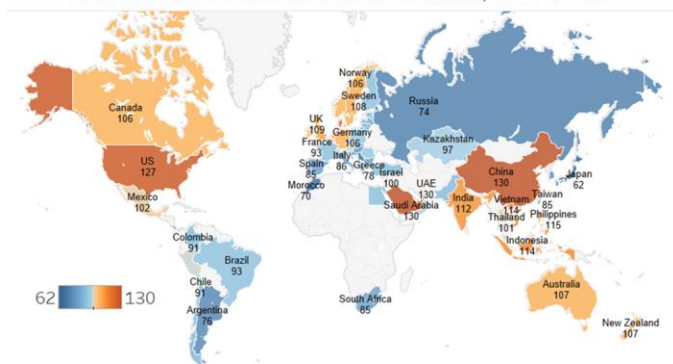 Norway
106
Sweden
108
Canada
106
Russia
74
UK
109
Germany
106
France
93
Kazakhstan
97
US
127
Italy
86
Spain
85
Greece
78
Israel
100
China
130
Japan
62
Morocco
70
UAE
130
Taiwan
85
Mexico
102
Saudi Arabia
130
India
112
Vietnam
114
Thailand
101
Philippines
115
Colombia
91
Indonesia
114
Brazil
93
Chile
91
Australia
107
62
130
Argentina
76
South Africa
85
New Zealand
107